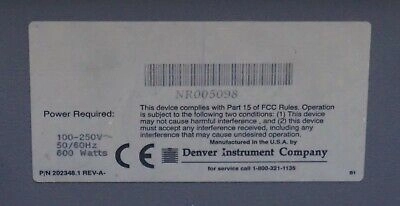 NR005098
Power Required:
100-250V~
50/60Hz
600 Watts
This device complies with Part 15 of FCC Rules. Operation
is subject to the following two conditions: (1) This device
may not cause harmful interference, and (2) this device
must accept any interference received, including any
interference that may cause undesired operation.
Manufactured in the U.S.A. by
CE
Denver Instrument Company
for service call 1-800-321-1135
P/N 202348.1 REV-A-
B1